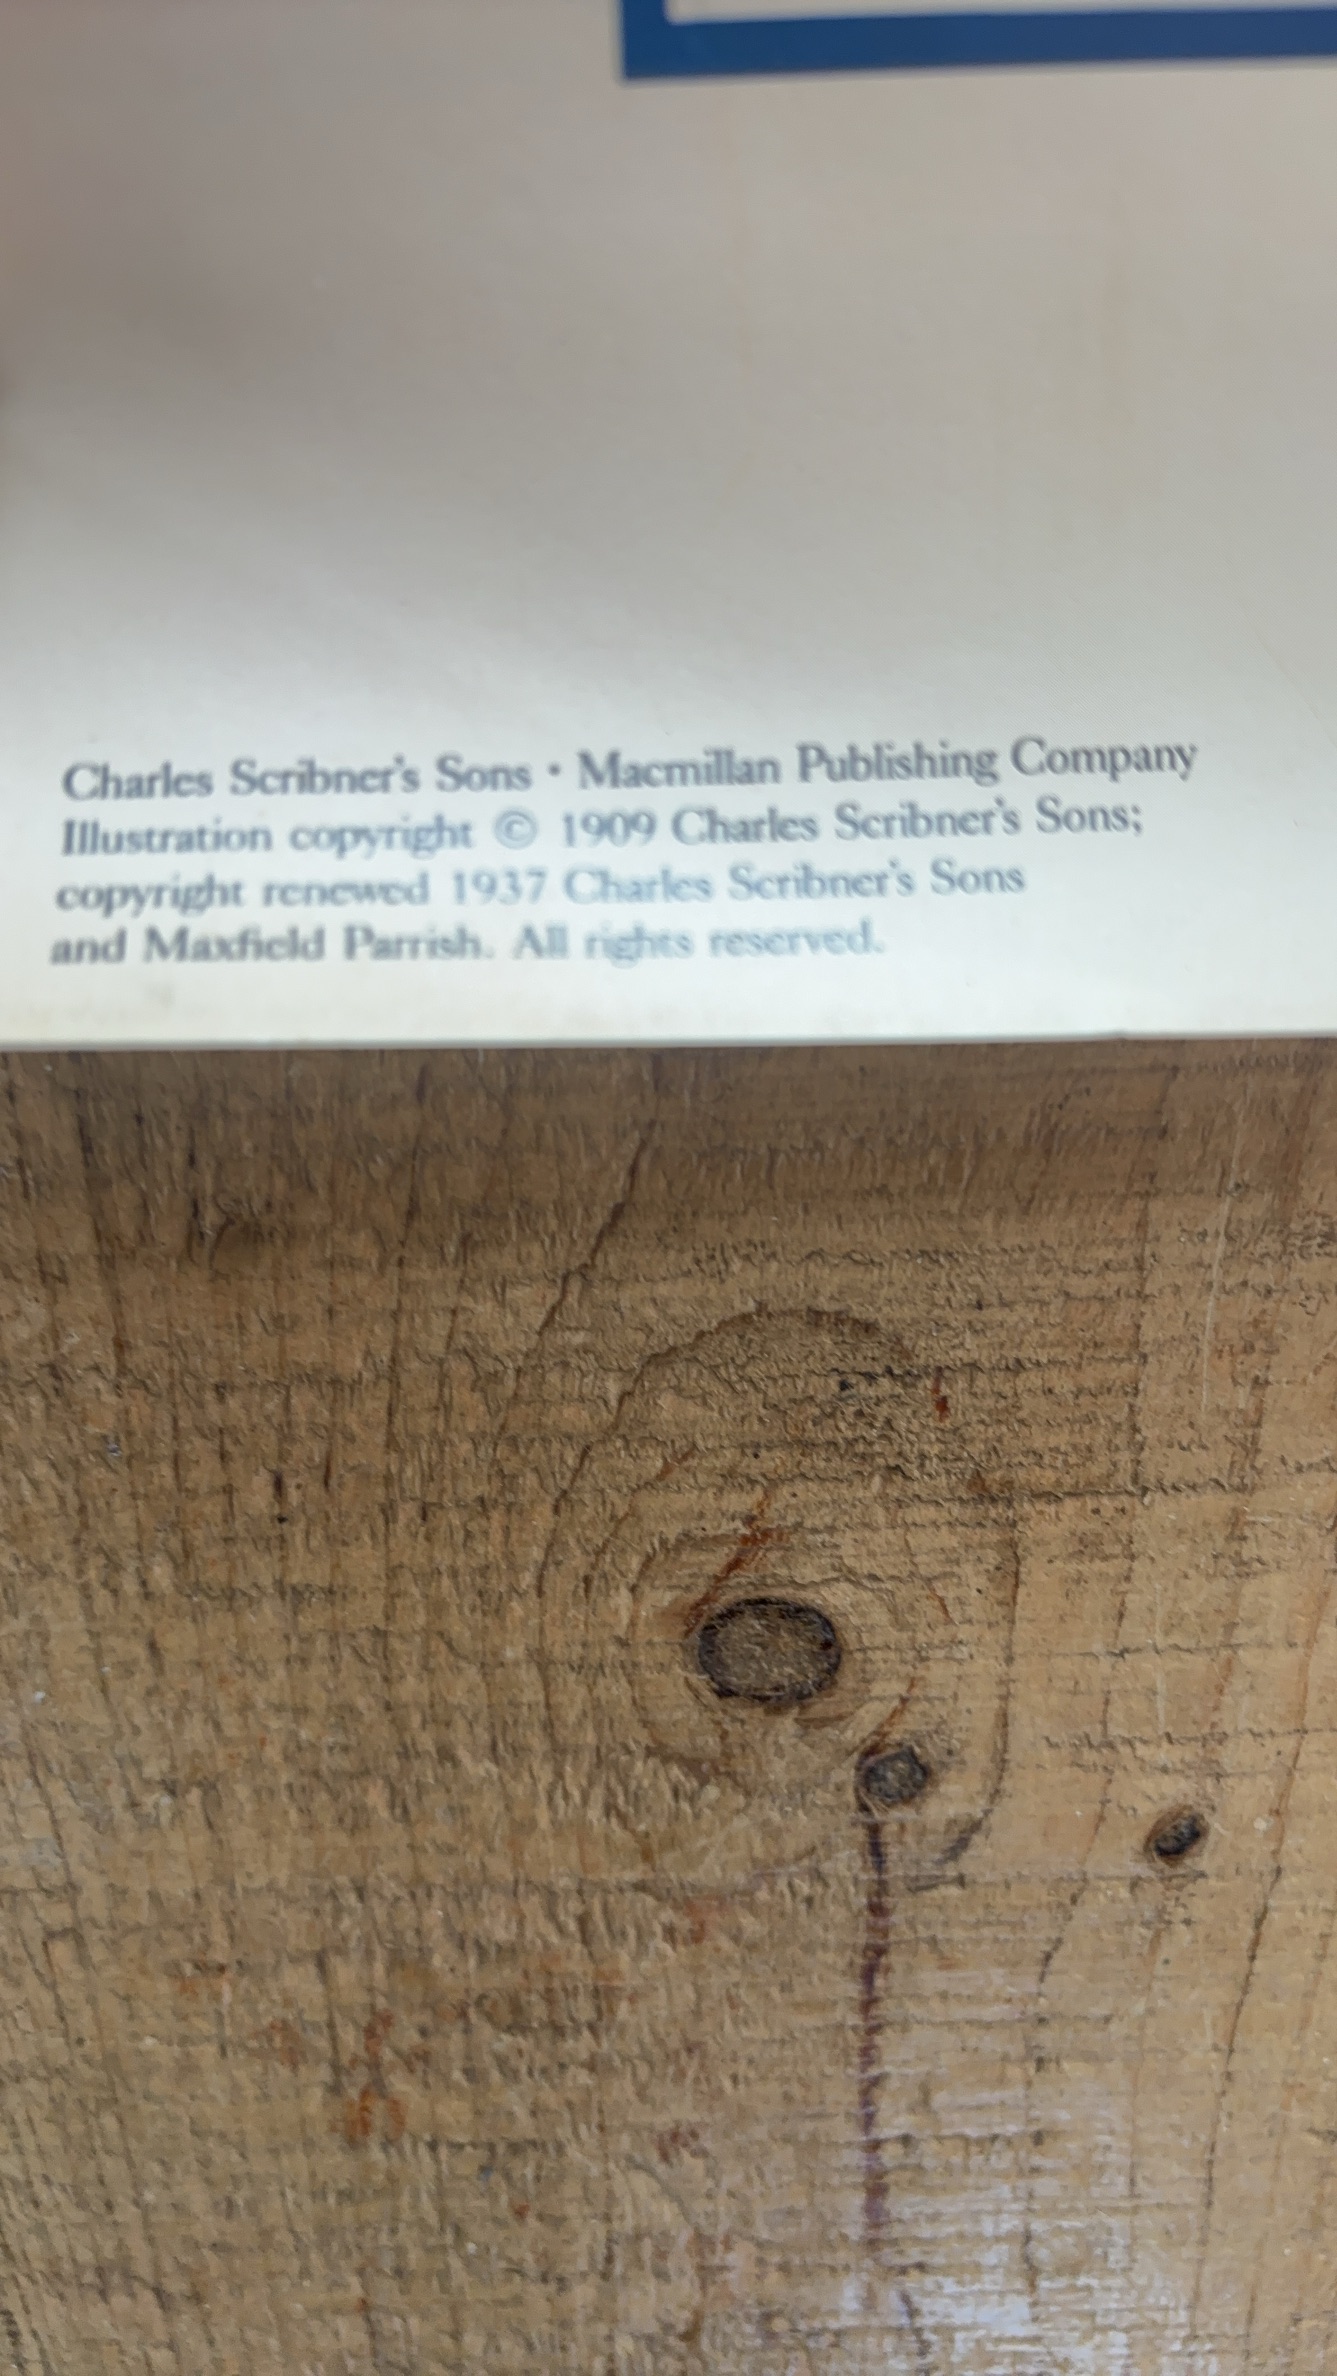 Charles Scribner's Sons • Macmillan Publishing Company
Illustration copyright © 1909 Charles Scribner's Sons;
copyright renewed 1937 Charles Scribner's Sons
and Maxfield Parrish. All rights reserved.